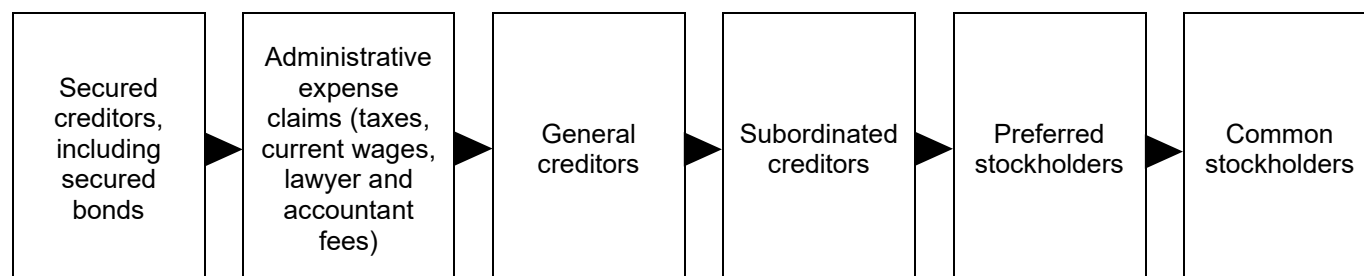 Secured
creditors,
including
secured
bonds
Administrative
expense
claims (taxes,
current wages,
lawyer and
accountant
fees)
General
creditors
Subordinated
creditors
Preferred
stockholders
Common
stockholders